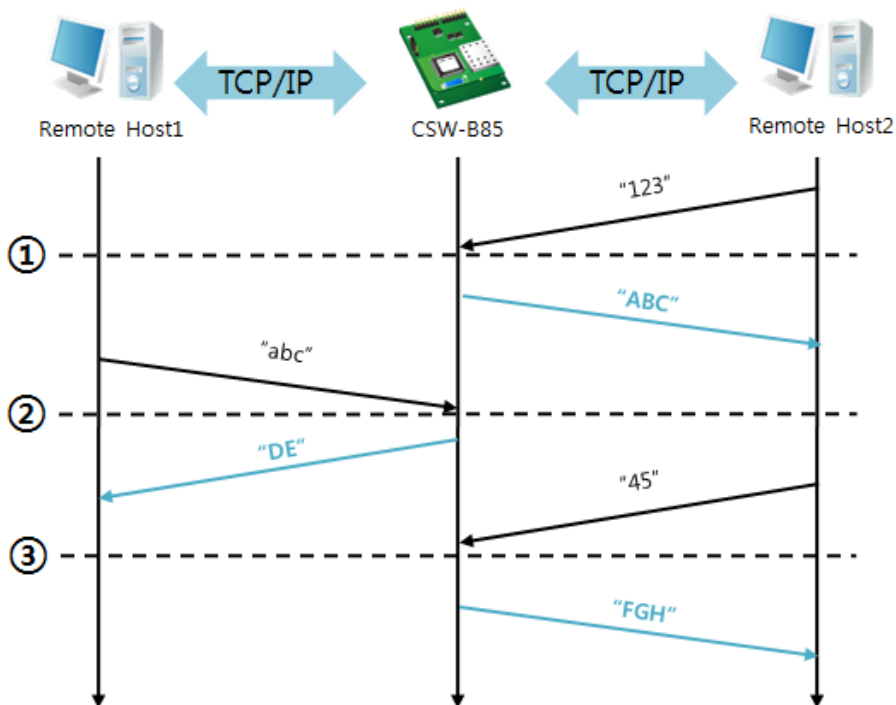 TCP/IP TCP/IP
Remote Host1 CSW-B85 Remote Host2
"123"
①
"ABC"
"abc"
②
"DE"
"45"
③
"FGH"